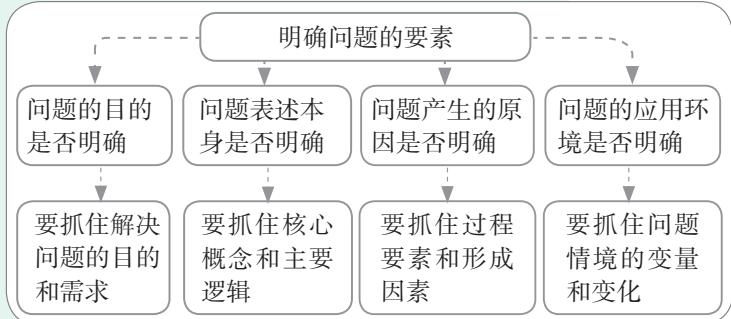 明确问题的要素
问题的目的
是否明确
问题表述本
身是否明确
问题产生的原
因是否明确
问题的应用环
境是否明确
要抓住解决
问题的目的
和需求
要抓住核心
概念和主要
逻辑
要抓住过程
要素和形成
因素
要抓住问题
情境的变量
和变化